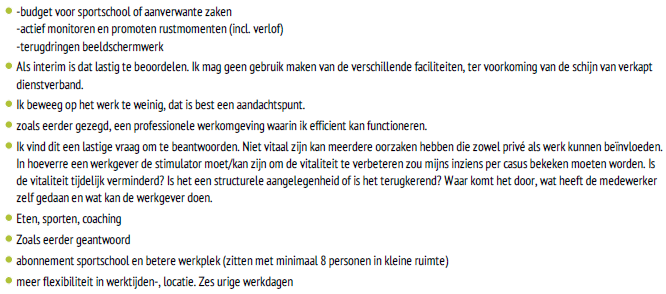 -budget voor sportschool of aanverwante zaken
-actief monitoren en promoten rustmomenten (incl. verlof)
-terugdringen beeldschermwerk
Als interim is dat lastig te beoordelen. Ik mag geen gebruik maken van de verschillende faciliteiten, ter voorkoming van de schijn van verkapt
dienstverband.
Ik beweeg op het werk te weinig, dat is best een aandachtspunt.
zoals eerder gezegd, een professionele werkomgeving waarin ik efficient kan functioneren.
Ik vind dit een lastige vraag om te beantwoorden. Niet vitaal zijn kan meerdere oorzaken hebben die zowel privé als werk kunnen beïnvloeden.
In hoeverre een werkgever de stimulator moet/kan zijn om de vitaliteit te verbeteren zou mijns inziens per casus bekeken moeten worden. Is
de vitaliteit tijdelijk verminderd? Is het een structurele aangelegenheid of is het terugkerend? Waar komt het door, wat heeft de medewerker
zelf gedaan en wat kan de werkgever doen.
Eten, sporten, coaching
Zoals eerder geantwoord
abonnement sportschool en betere werkplek (zitten met minimaal 8 personen in kleine ruimte)
meer flexibiliteit in werktijden-, locatie. Zes urige werkdagen